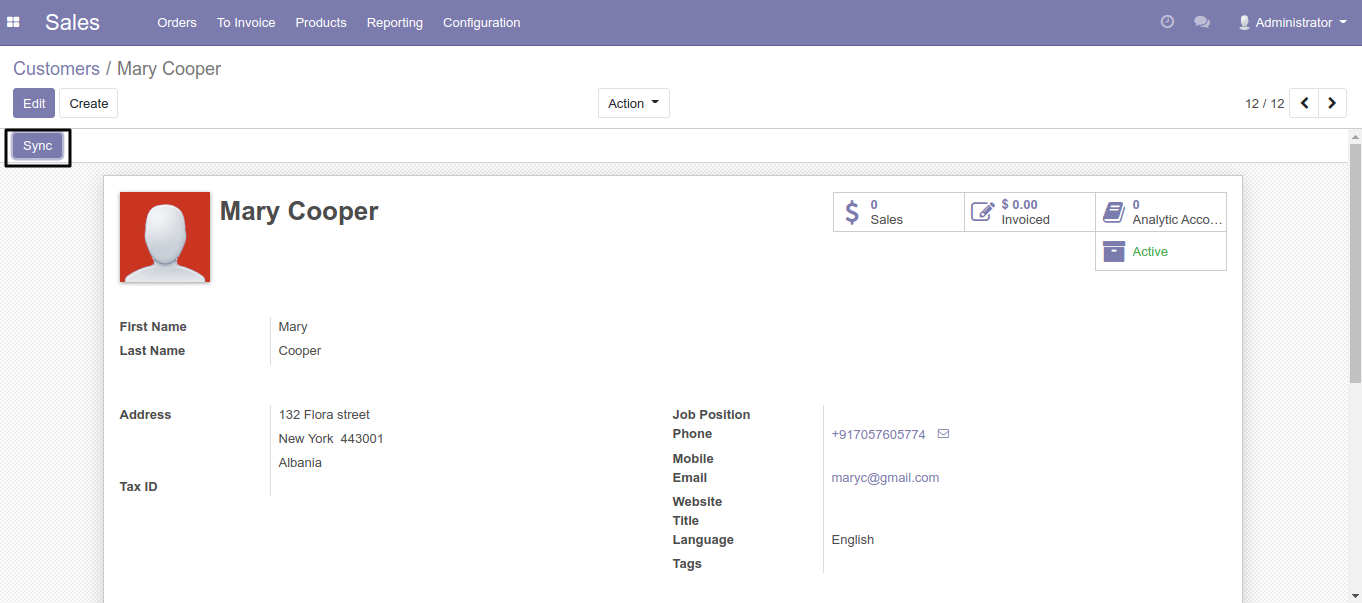 Sales Orders To Invoice Products Reporting Configuration Administrator
Customers / Mary Cooper
Edit Create Action 12 / 12
Sync
Mary Cooper
0
Sales
$ 0.00
Invoiced
0
Analytic Acco...
Active
First Name Mary
Last Name Cooper
Address 132 Flora street
New York 443001
Albania
Tax ID
Job Position
Phone +917057605774
Mobile
Email maryc@gmail.com
Website
Title
Language English
Tags